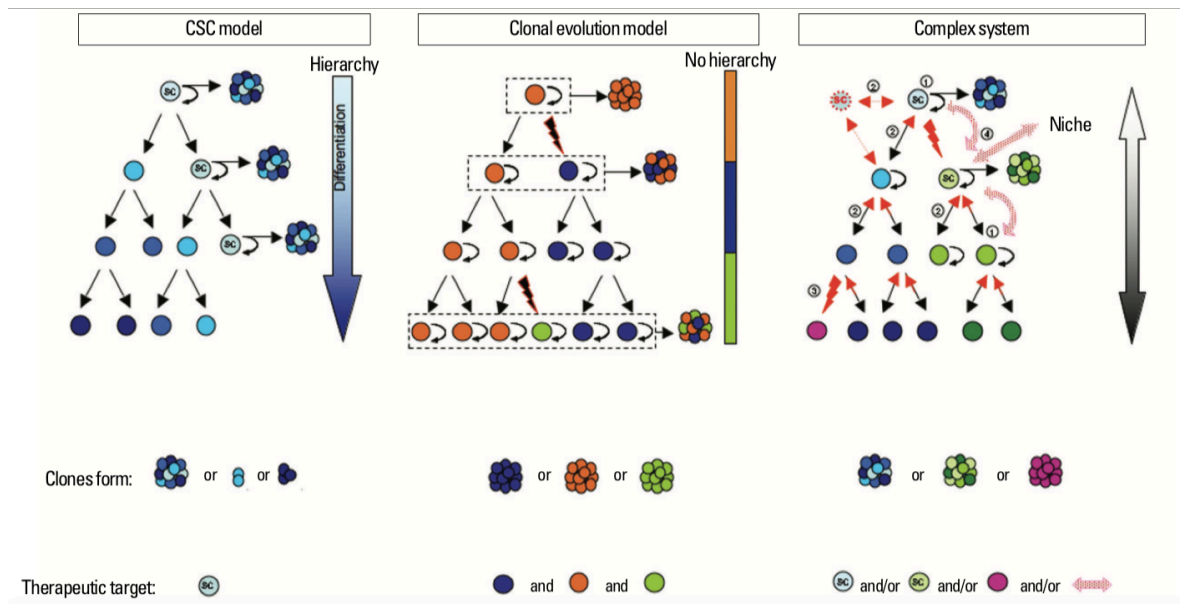 CSC model
Clonal evolution model
Complex system
Hierarchy
No hierarchy
SC
SC
②
①
SC
④
Niche
Differentiation
SC
②
SC
SC
②
②
①
③
Clones form:
or
or
or
or
or
or
Therapeutic target:
SC
and
and
SC
and/or
SC
and/or
and/or